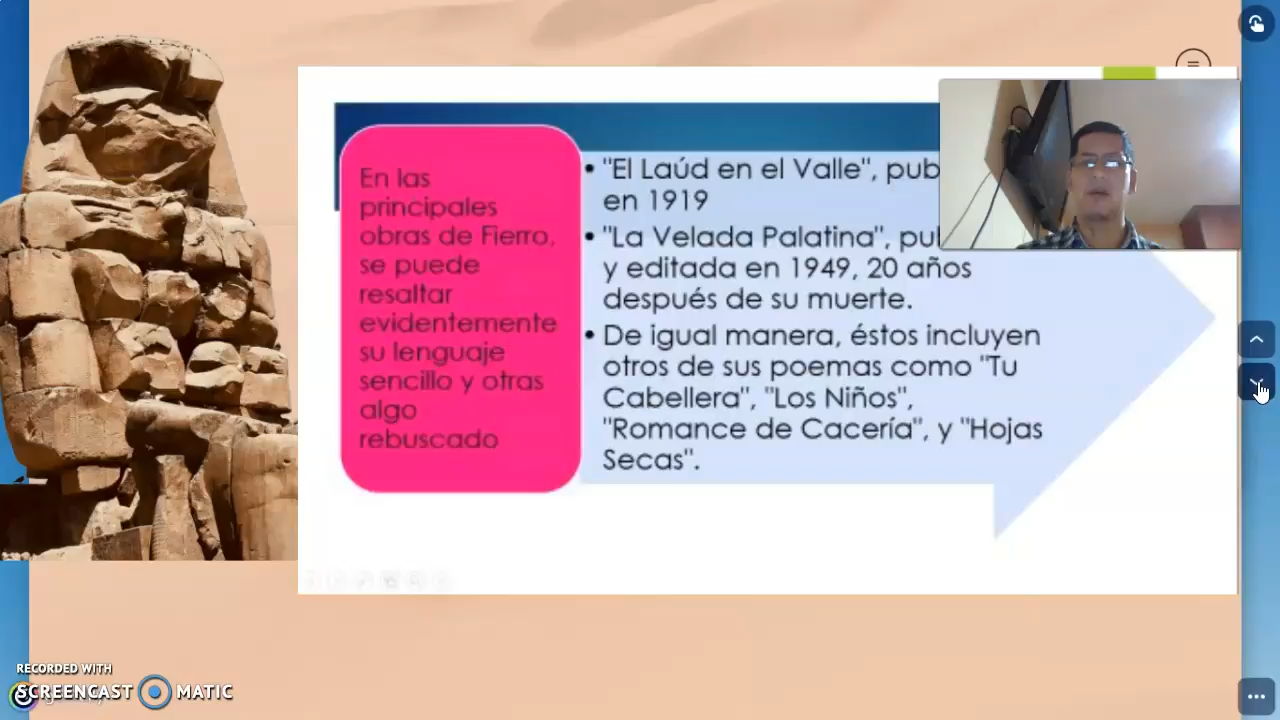 En las
principales
obras de Fierro,
se puede
resaltar
evidentemente
su lenguaje
sencillo y otras
algo
rebuscado
• "El Laúd en el Valle", pub
en 1919
• "La Velada Palatina", pu
y editada en 1949, 20 años
después de su muerte.
• De igual manera, éstos incluyen
otros de sus poemas como "Tu
Cabellera", "Los Niños",
"Romance de Cacería", y "Hojas
Secas".
RECORDED WITH
SCREENCAST MATIC